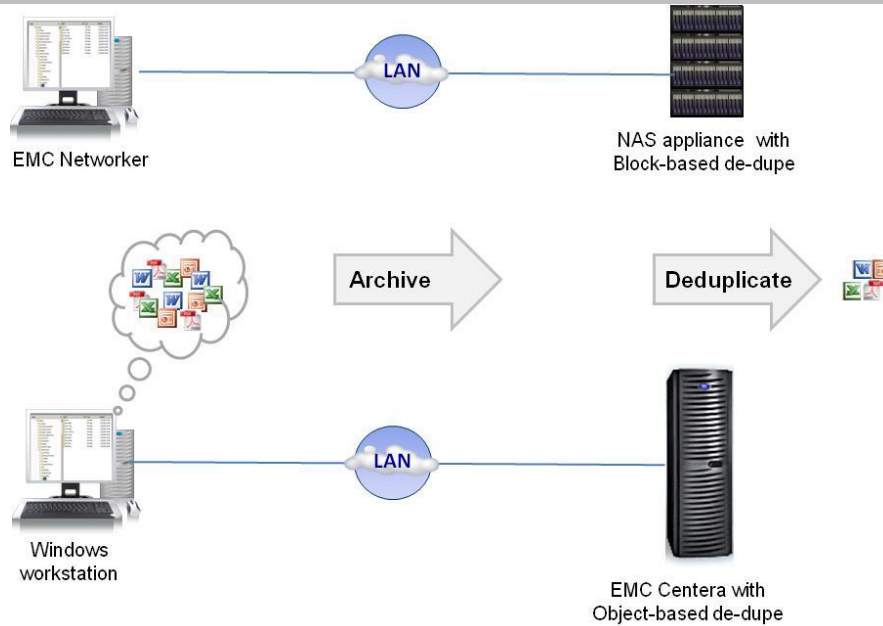 LAN
EMC Networker
NAS appliance with
Block-based de-dupe
Archive
Deduplicate
LAN
Windows
workstation
EMC Centera with
Object-based de-dupe